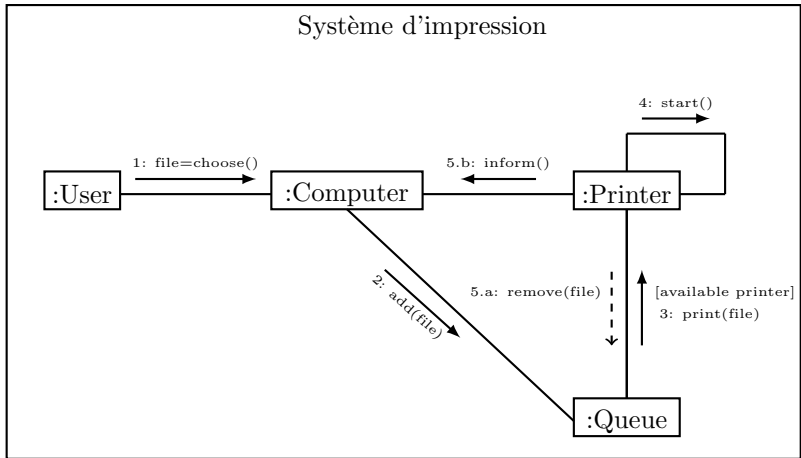 Système d'impression
4: start()
1: file=choose()
5.b: inform()
:User
:Computer
:Printer
2: add(file)
5.a: remove(file)
[available printer]
3: print(file)
:Queue